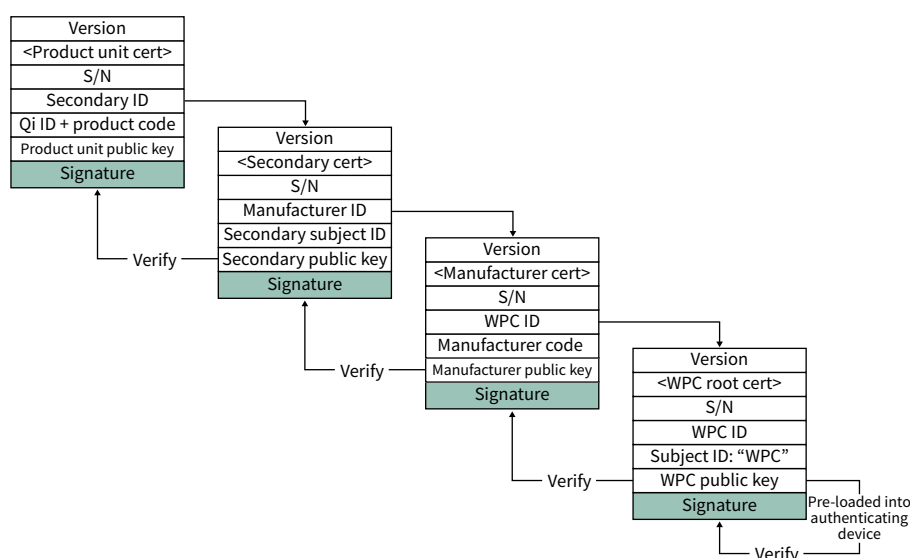 Version
<Product unit cert>
S/N
Secondary ID
Qi ID + product code
Product unit public key
Signature
Verify
Version
<Secondary cert>
S/N
Manufacturer ID
Secondary subject ID
Secondary public key
Signature
Verify
Version
<Manufacturer cert>
S/N
WPC ID
Manufacturer code
Manufacturer public key
Signature
Verify
Version
<WPC root cert>
S/N
WPC ID
Subject ID: “WPC”
WPC public key
Signature
Pre-loaded into
authenticating
device
Verify